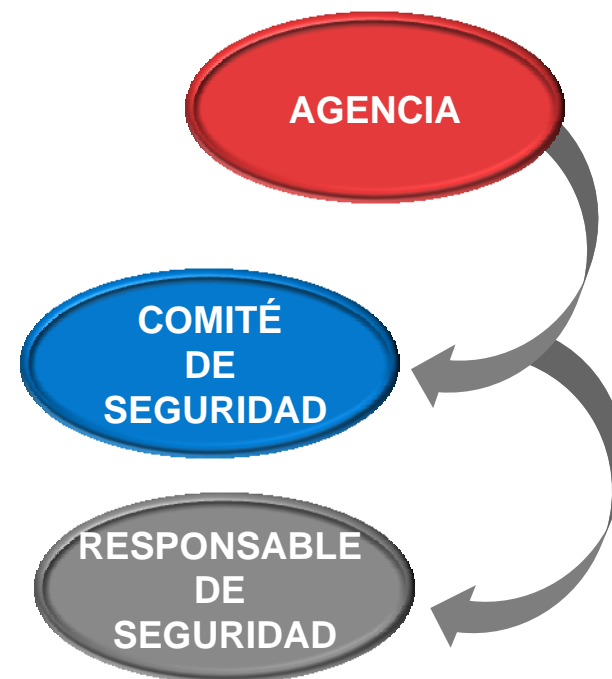 AGENCIA
COMITÉ
DE
SEGURIDAD
RESPONSABLE
DE
SEGURIDAD